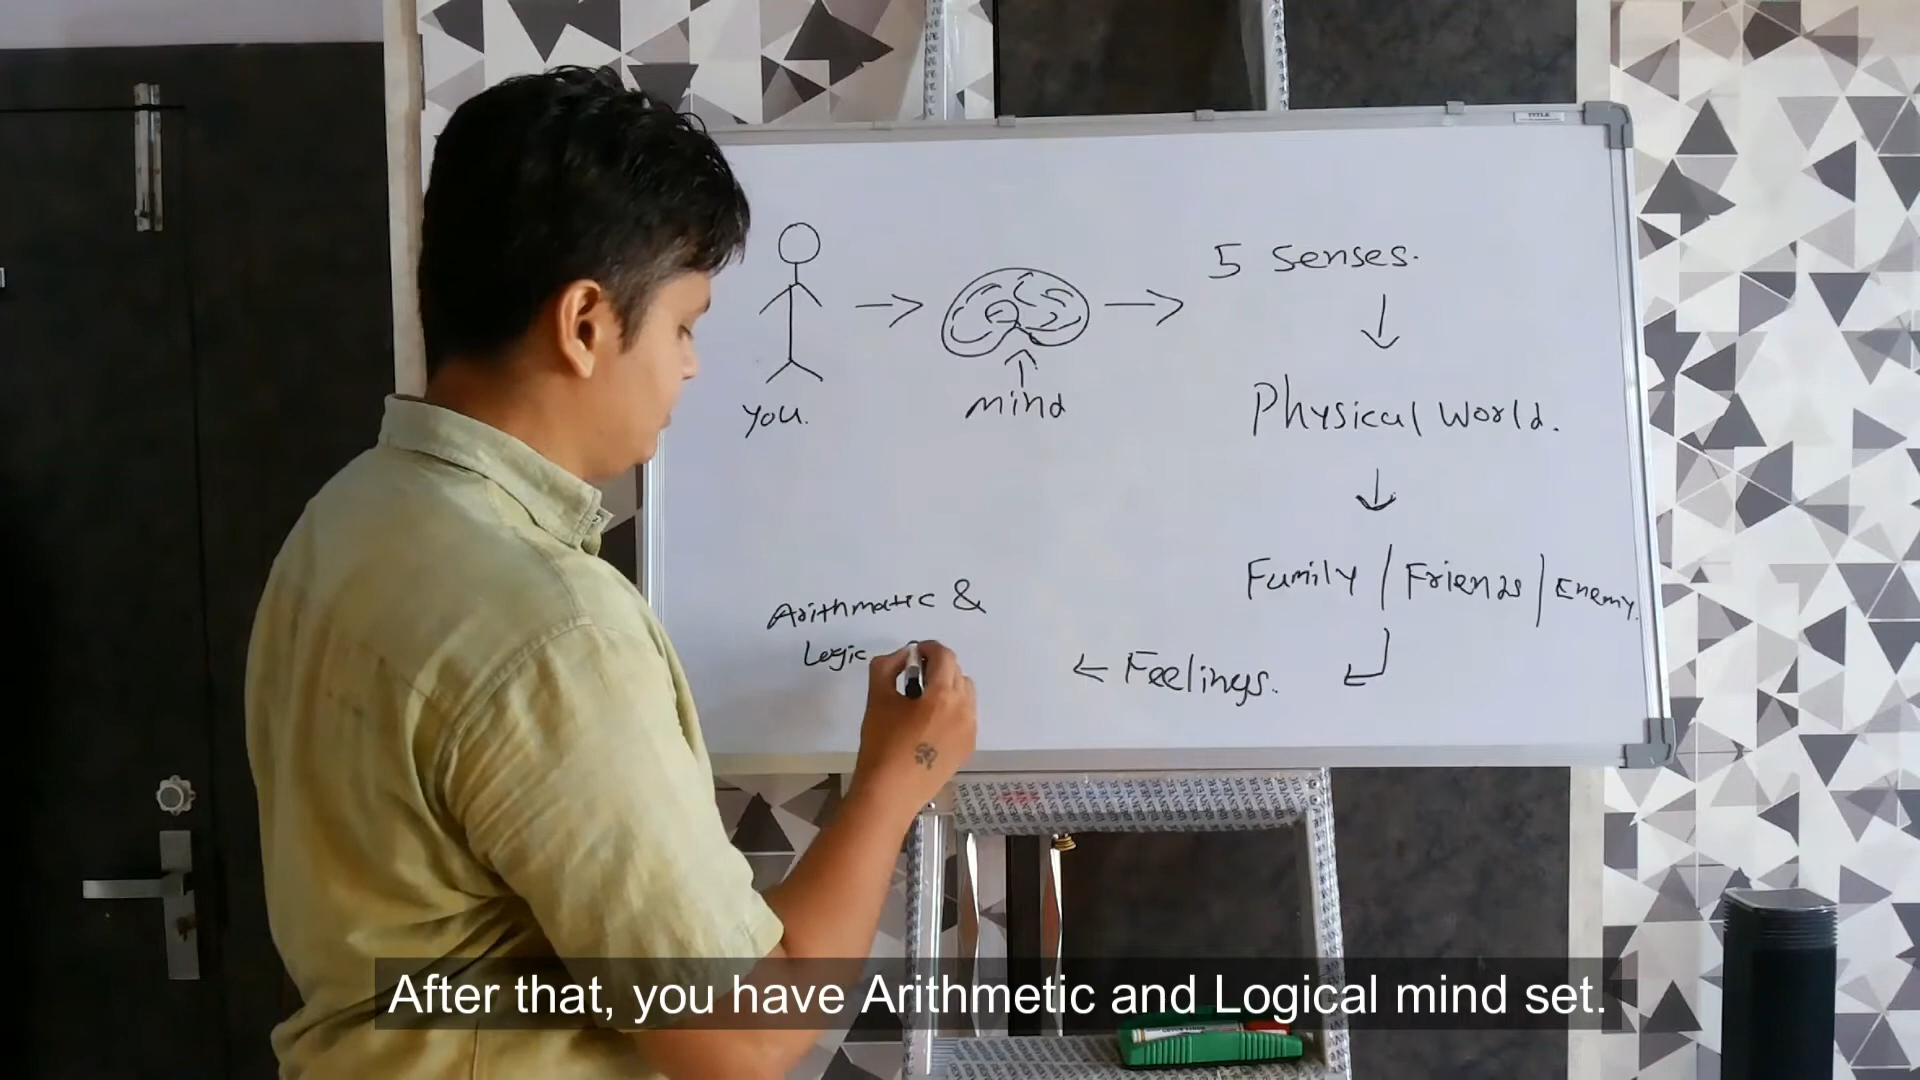 TITLE
5 Senses.
you.
mind
Physical World.
Family / Friends / Enemy.
← Feelings.
Arithmatic &
Logic
After that, you have Arithmetic and Logical mind set.